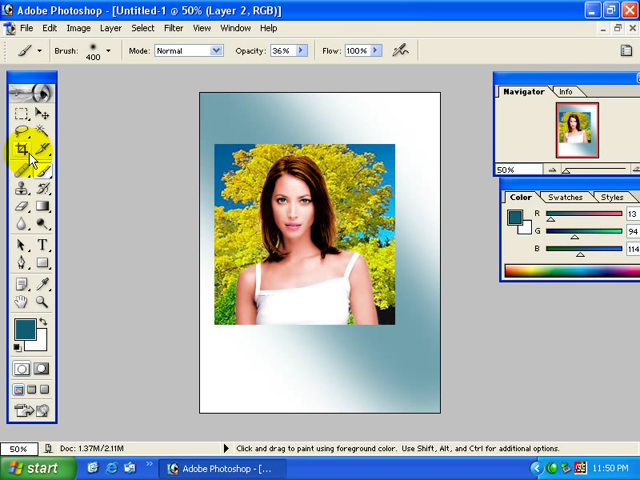 Adobe Photoshop - [Untitled-1 @ 50% (Layer 2, RGB)]
File Edit Image Layer Select Filter View Window Help
Brush: 400 Mode: Normal Opacity: 36% Flow: 100%
Navigator Info
50%
Color Swatches Styles
R 13
G 94
B 114
50% Doc: 1.37M/2.11M Click and drag to paint using foreground color. Use Shift, Alt, and Ctrl for additional options.
start Adobe Photoshop - [... 11:50 PM